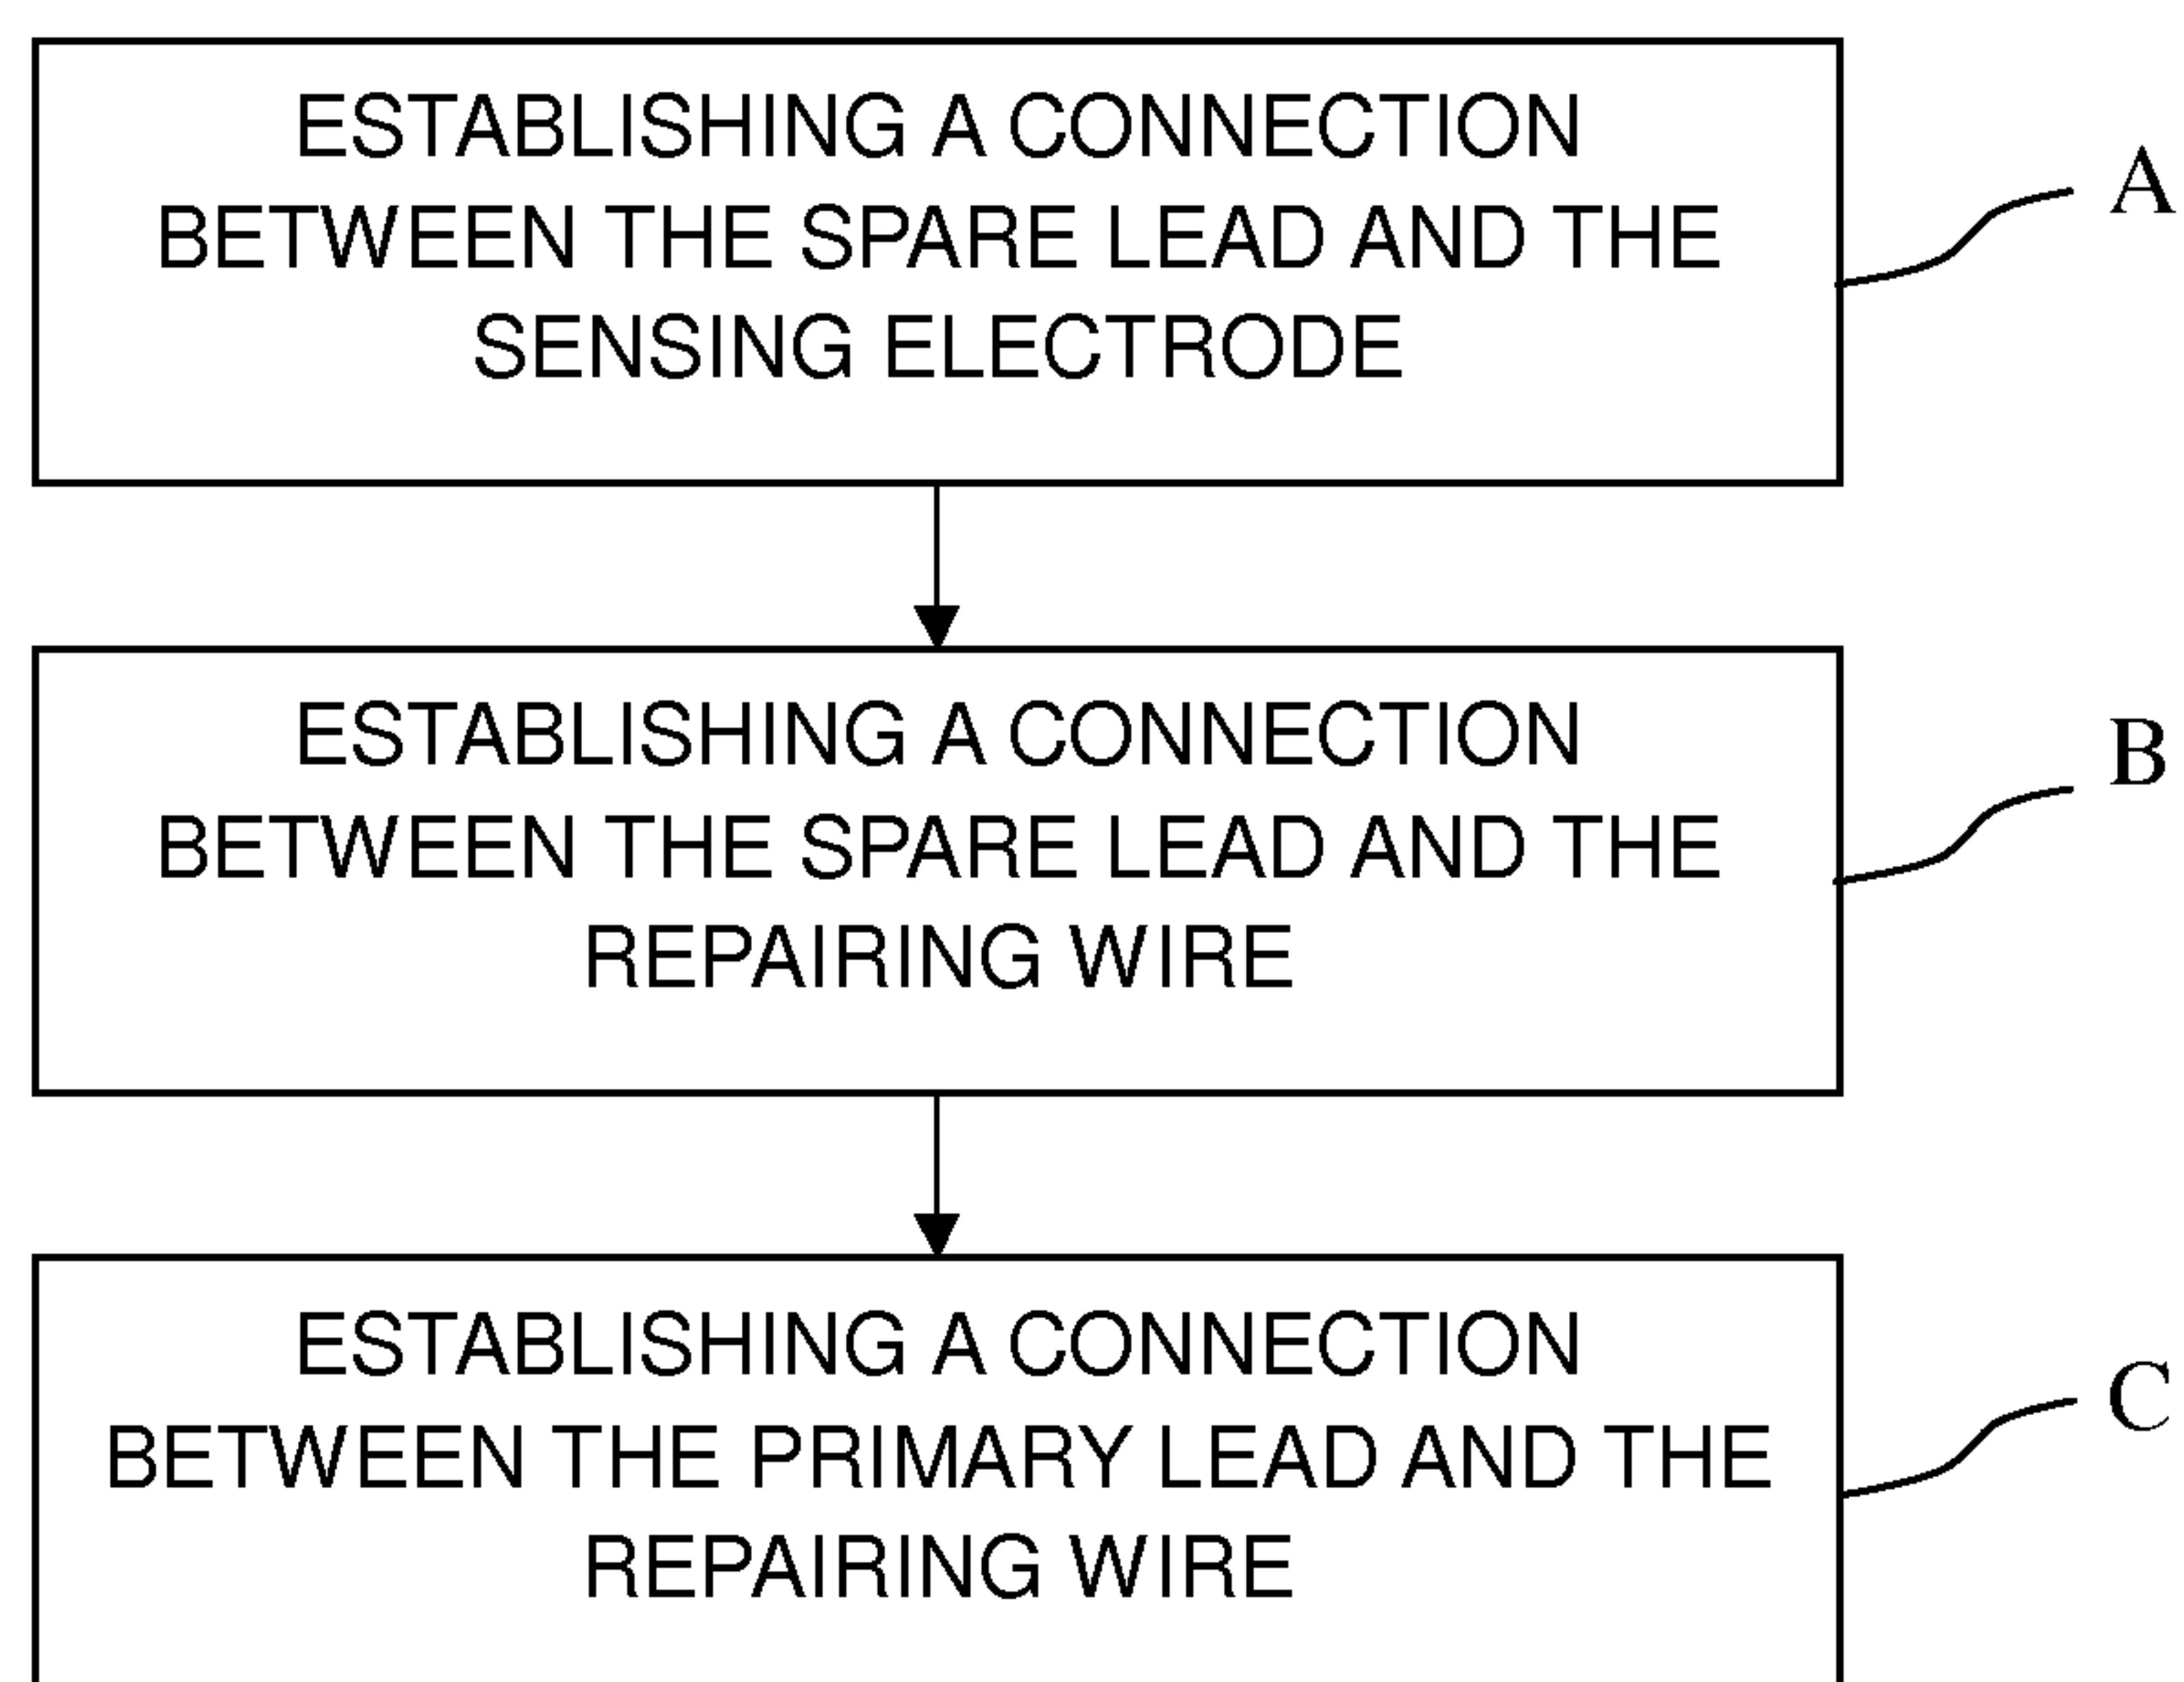 ESTABLISHING A CONNECTION
BETWEEN THE SPARE LEAD AND THE
SENSING ELECTRODE
A
ESTABLISHING A CONNECTION
BETWEEN THE SPARE LEAD AND THE
REPAIRING WIRE
B
ESTABLISHING A CONNECTION
BETWEEN THE PRIMARY LEAD AND THE
REPAIRING WIRE
C